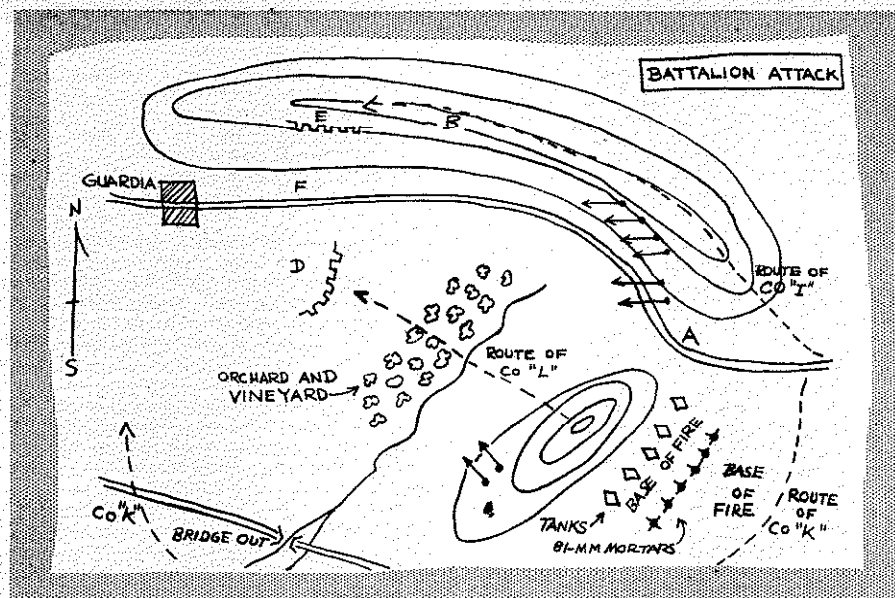 BATTALION ATTACK
E
B
GUARDIA
F
N
S
D
A
ROUTE OF
CO "I"
ROUTE OF
CO "L"
ORCHARD AND
VINEYARD
4
BASE OF FIRE
BASE
OF
FIRE
ROUTE
OF
CO "K"
TANKS
81-MM MORTARS
CO "K"
BRIDGE OUT